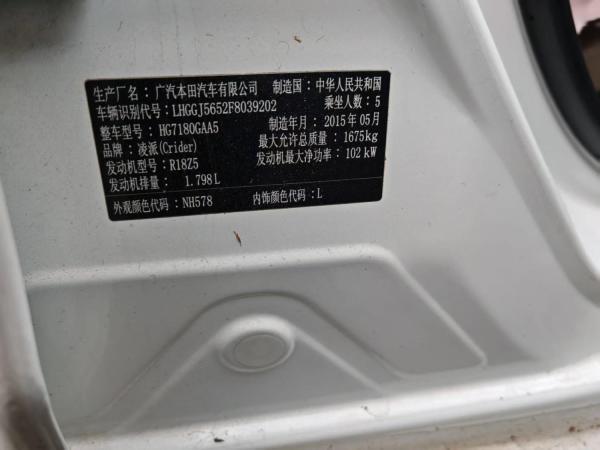 生产厂名：广汽本田汽车有限公司 制造国：中华人民共和国
车辆识别代号：LHGGJ5652F8039202 乘坐人数：5
整车型号：HG7180GAA5 制造年月：2015年05月
品牌：凌派(Crider) 最大允许总质量：1675kg
发动机型号：R18Z5 发动机最大净功率：102kW
发动机排量：1.798L
外观颜色代码：NH578 内饰颜色代码：L